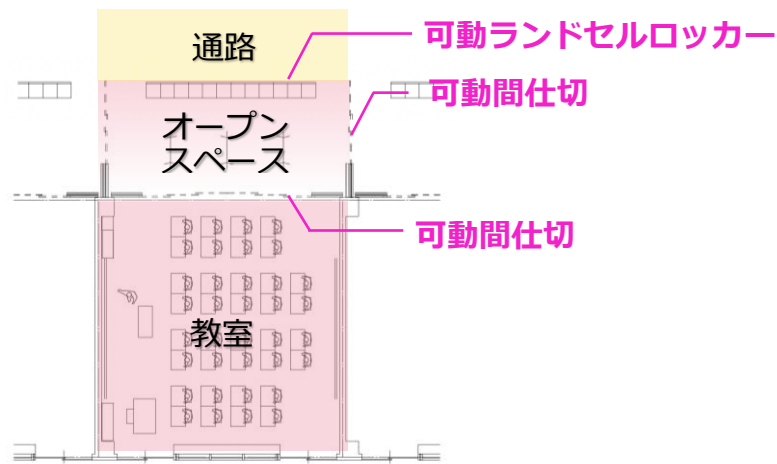 通路
可動ランドセルロッカー
可動間仕切
オープン
スペース
可動間仕切
教室